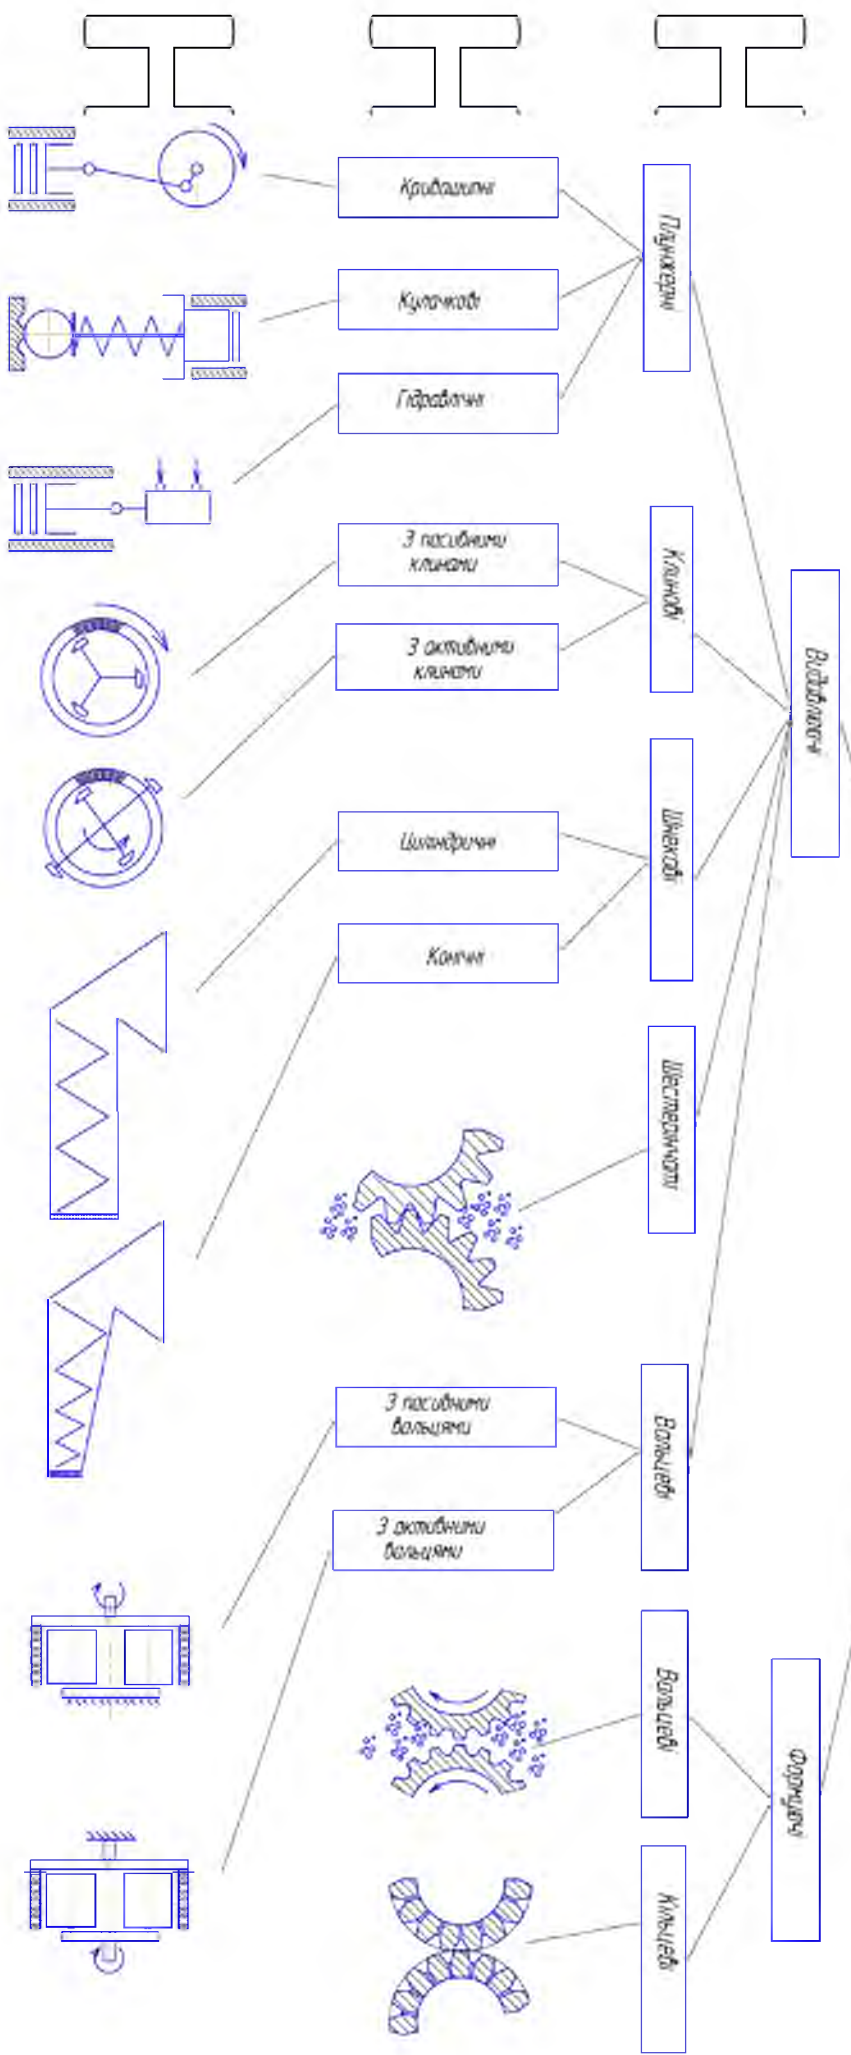 Кривошипні
Плунжерні
Кулачкові
Гідравлічні
З пасивними
клинами
Клинові
З активними
клинами
Видавлюючі
Циліндричні
Шнекові
Конічні
Шестерінчаті
З пасивними
вальцями
Вальцеві
З активними
вальцями
Вальцеві
Формуючі
Кільцеві